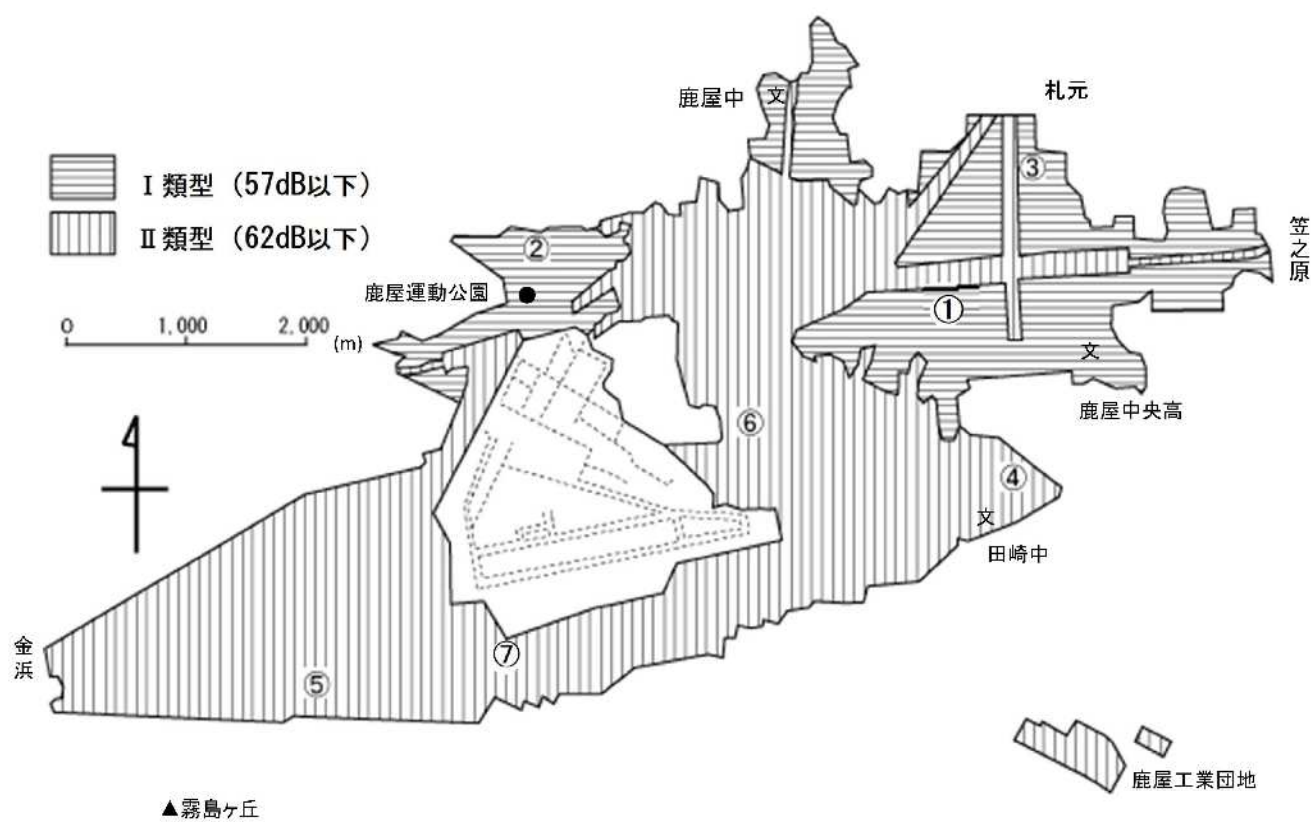 鹿屋中
文
札元
③
Ⅰ類型（57dB以下）
Ⅱ類型（62dB以下）
②
笠之原
鹿屋運動公園
①
0
1,000
2,000
(m)
文
鹿屋中央高
⑥
④
文
田崎中
金浜
⑦
⑤
鹿屋工業団地
▲霧島ヶ丘